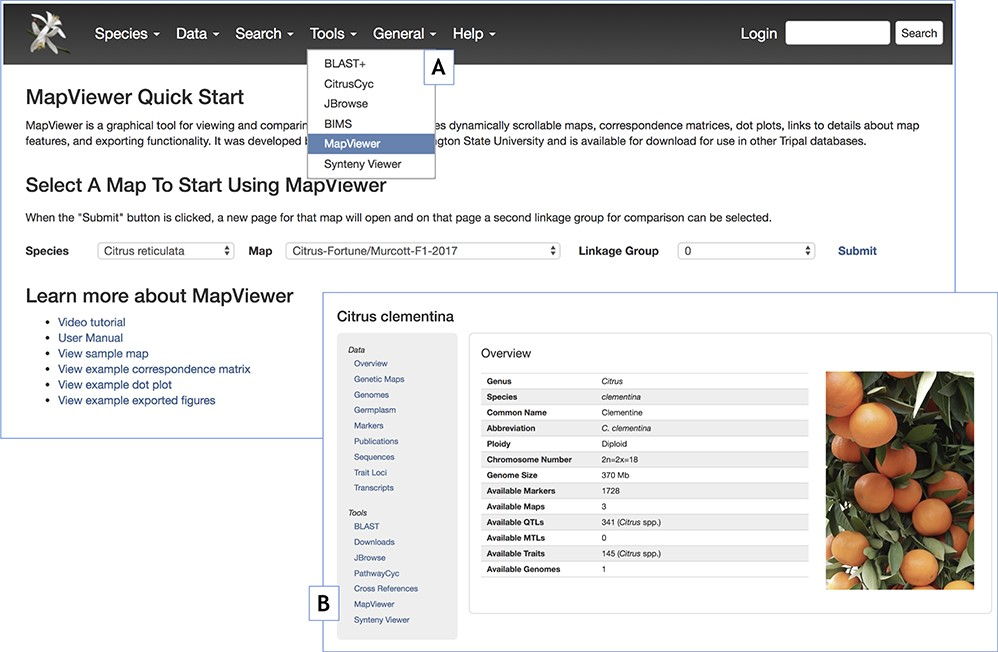 Species Data Search Tools General Help Login Search
BLAST+
CitrusCyc
JBrowse
BIMS
MapViewer
Synteny Viewer
A
MapViewer Quick Start
MapViewer is a graphical tool for viewing and comparin es dynamically scrollable maps, correspondence matrices, dot plots, links to details about map
features, and exporting functionality. It was developed ngton State University and is available for download for use in other Tripal databases.
Select A Map To Start Using MapViewer
When the "Submit" button is clicked, a new page for that map will open and on that page a second linkage group for comparison can be selected.
Species Citrus reticulata Map Citrus-Fortune/Murcott-F1-2017 Linkage Group 0 Submit
Learn more about MapViewer
• Video tutorial
• User Manual
• View sample map
• View example correspondence matrix
• View example dot plot
• View example exported figures
Citrus clementina
Data
Overview
Genetic Maps
Genomes
Germplasm
Markers
Publications
Sequences
Trait Loci
Transcripts
Tools
BLAST
Downloads
JBrowse
PathwayCyc
Cross References
MapViewer
Synteny Viewer
B
Overview
Genus Citrus
Species clementina
Common Name Clementine
Abbreviation C. clementina
Ploidy Diploid
Chromosome Number 2n=2x=18
Genome Size 370 Mb
Available Markers 1728
Available Maps 3
Available QTLs 341 (Citrus spp.)
Available MTLs 0
Available Traits 145 (Citrus spp.)
Available Genomes 1